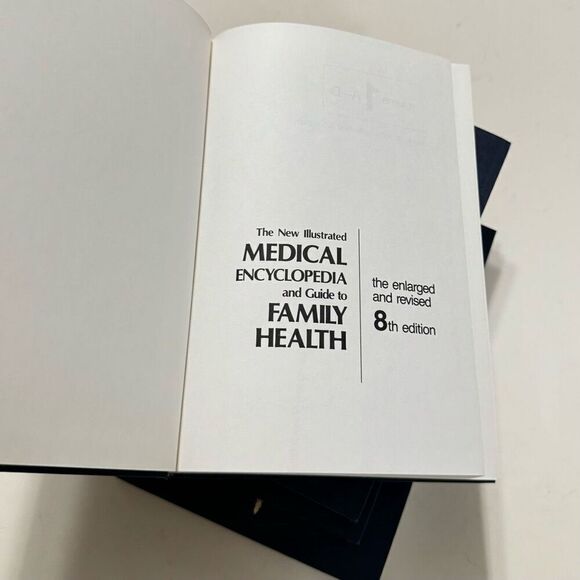 The New Illustrated
MEDICAL
ENCYCLOPEDIA
and Guide to
FAMILY
HEALTH
the enlarged
and revised
8th edition